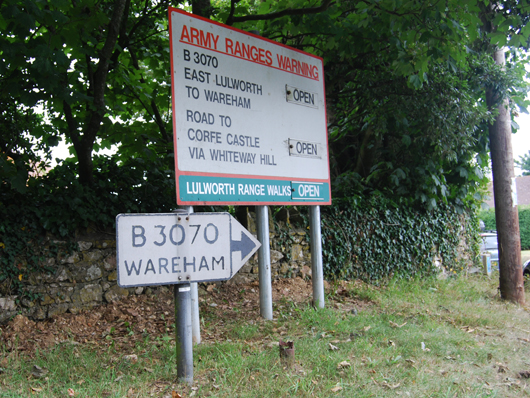 ARMY RANGES WARNING
B 3070
EAST LULWORTH
TO WAREHAM OPEN
ROAD TO
CORFE CASTLE
VIA WHITEWAY HILL OPEN
LULWORTH RANGE WALKS: OPEN
B 3070
WAREHAM